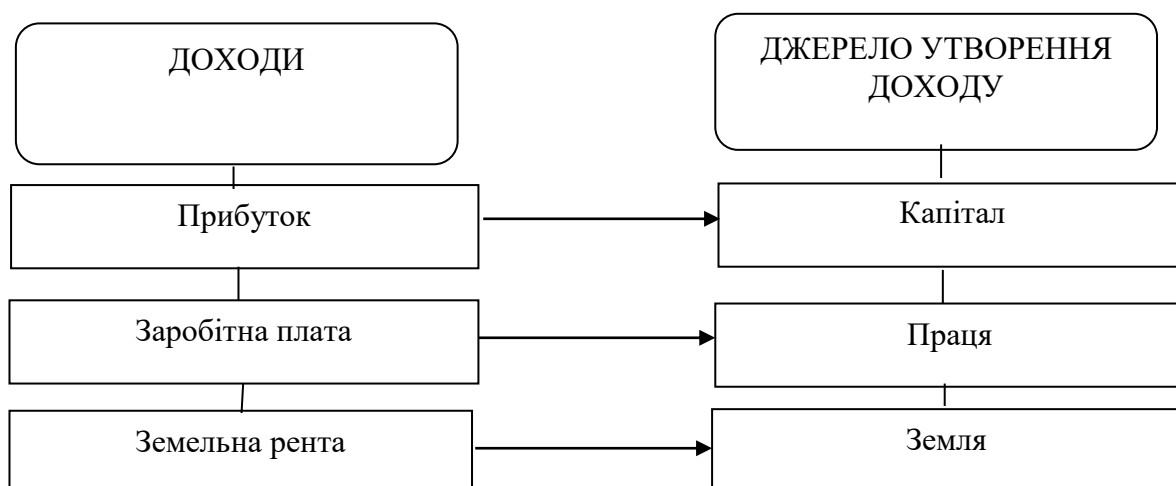 ДОХОДИ
ДЖЕРЕЛО УТВОРЕННЯ
ДОХОДУ
Прибуток
Капітал
Заробітна плата
Праця
Земельна рента
Земля